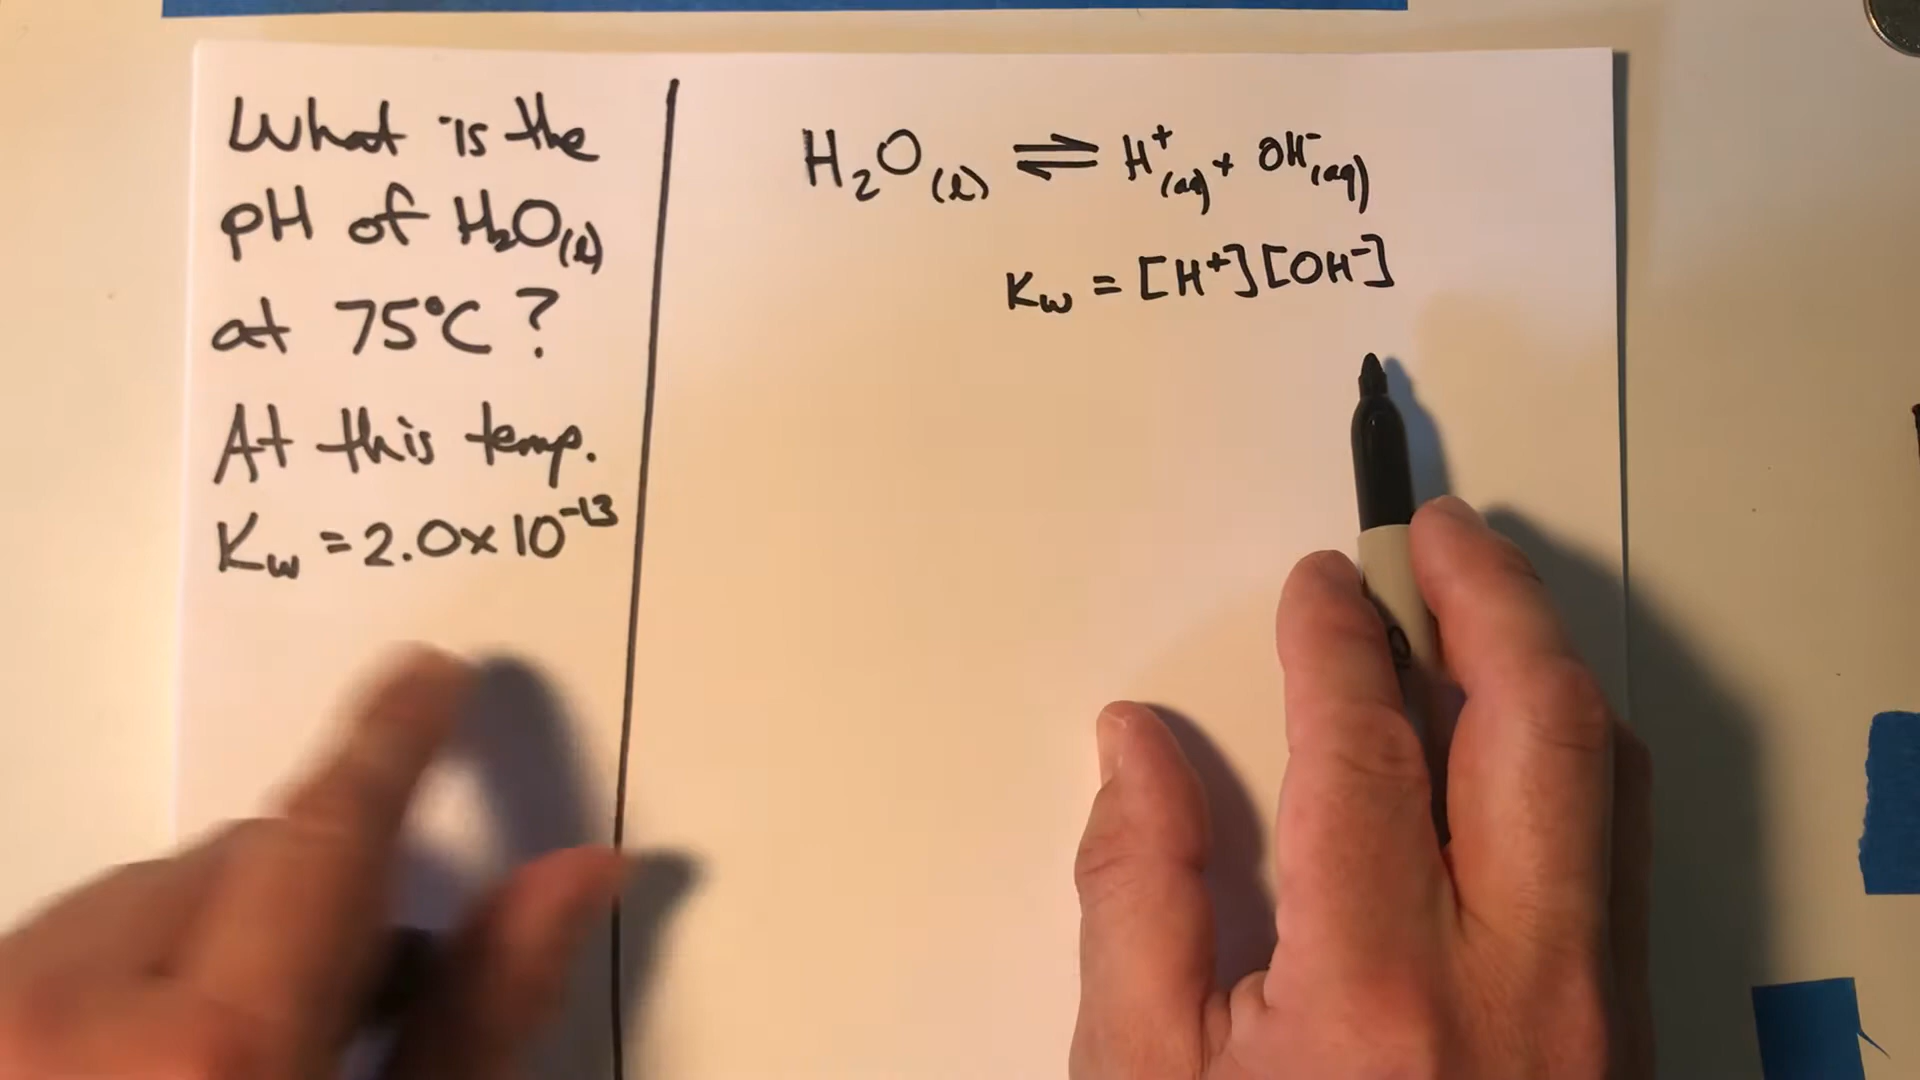 What is the
pH of H₂O(l)
at 75°C?
At this temp.
Kw = 2.0x10⁻¹³
H₂O(l) ⇌ H⁺(aq) + OH⁻(aq)
Kw = [H⁺][OH⁻]